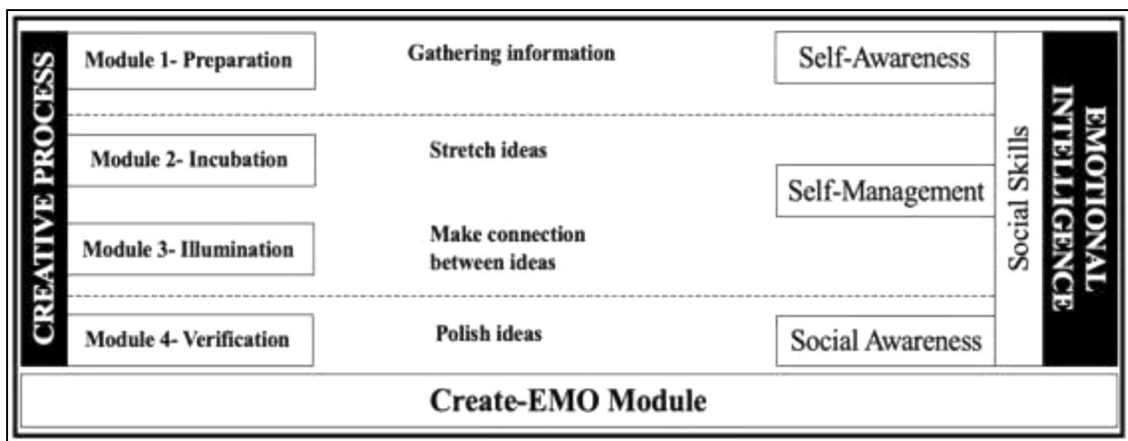 CREATIVE PROCESS
Module 1- Preparation
Gathering information
Self-Awareness
Module 2- Incubation
Stretch ideas
Self-Management
Module 3- Illumination
Make connection
between ideas
Module 4- Verification
Polish ideas
Social Awareness
Social Skills
EMOTIONAL
INTELLIGENCE
Create-EMO Module